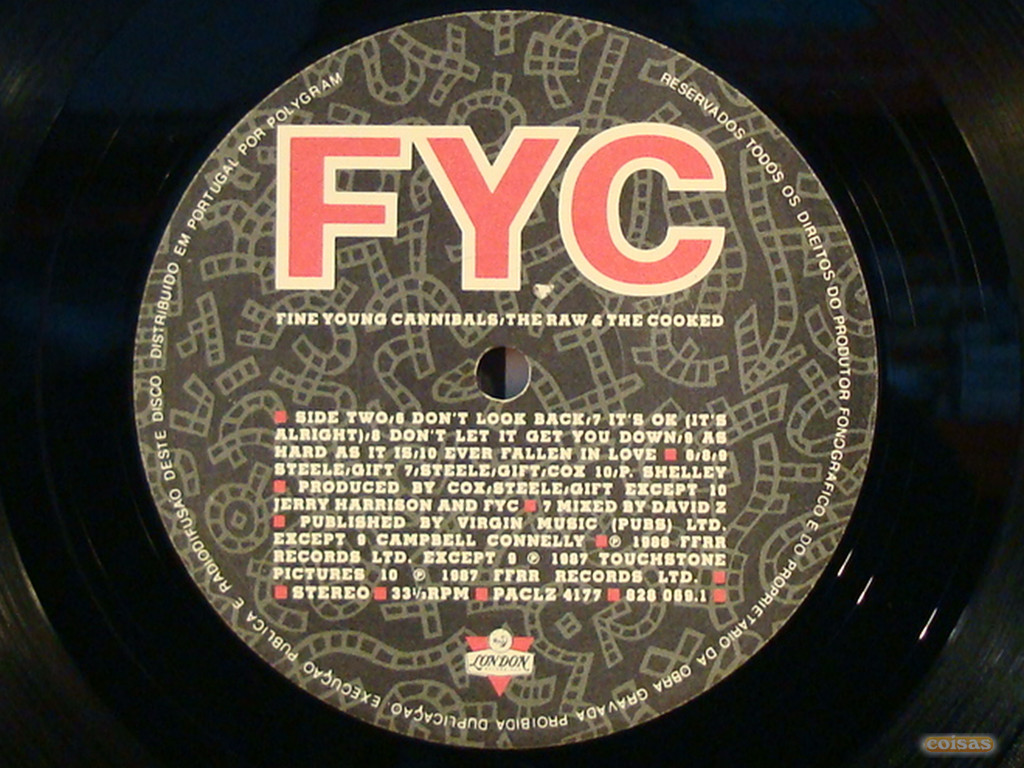 FYC
FINE YOUNG CANNIBALS/THE RAW & THE COOKED
■ SIDE TWO/6 DON'T LOOK BACK/7 IT'S OK (IT'S
ALRIGHT)/8 DON'T LET IT GET YOU DOWN/9 AS
HARD AS IT IS/10 EVER FALLEN IN LOVE ■ 6/8/9
STEELE/GIFT 7/STEELE/GIFT/COX 10/P. SHELLEY
■ PRODUCED BY COX/STEELE/GIFT EXCEPT 10
JERRY HARRISON AND FYC ■ 7 MIXED BY DAVID Z
■ PUBLISHED BY VIRGIN MUSIC (PUBS) LTD.
EXCEPT 9 CAMPBELL CONNELLY ■ ℗ 1988 FFRR
RECORDS LTD. EXCEPT 9 ℗ 1987 TOUCHSTONE
PICTURES 10 ℗ 1987 FFRR RECORDS LTD. ■
■ STEREO ■ 33⅓RPM ■ PACLZ 4177 ■ 828 069.1 ■
LONDON
RESERVADOS TODOS OS DIREITOS DO PRODUTOR FONOGRAFICO E DO PROPRIETARIO DA OBRA GRAVADA PROIBIDA DUPLICAÇÃO, EXECUÇÃO PUBLICA E RADIODIFUSÃO DESTE DISCO DISTRIBUIDO EM PORTUGAL POR POLYGRAM
coisas